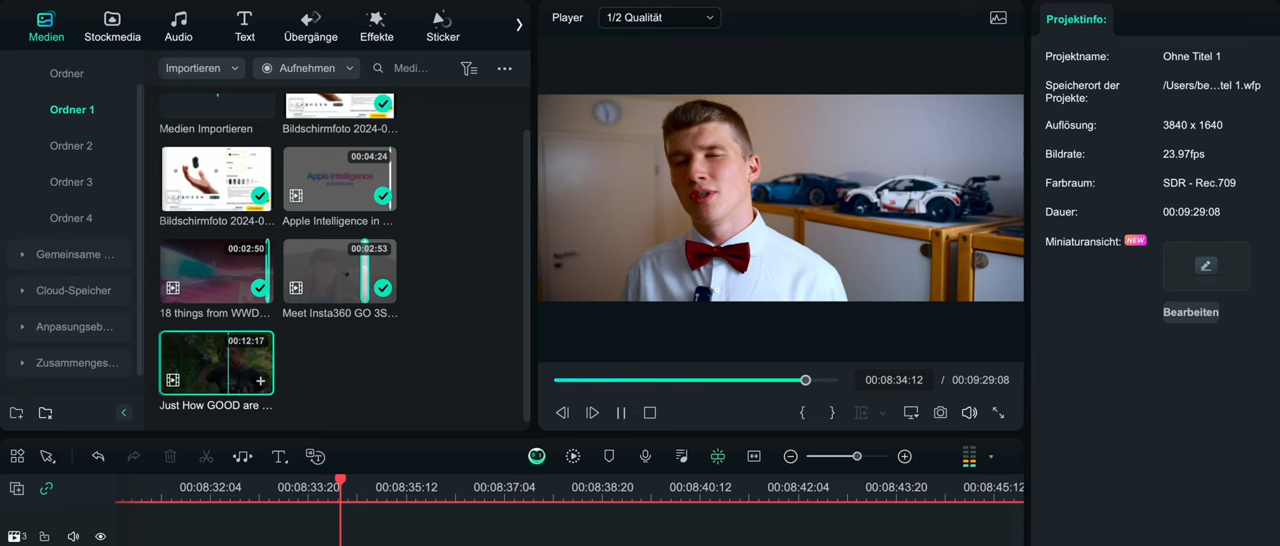 Medien
Stockmedia
Audio
Text
Übergänge
Effekte
Sticker
Ordner
Ordner 1
Ordner 2
Ordner 3
Ordner 4
Gemeinsame ...
Cloud-Speicher
Anpasungseb...
Zusammenges...
Importieren
Aufnehmen
Medi...
Medien Importieren
Bildschirmfoto 2024-0...
Bildschirmfoto 2024-0...
00:04:24
Apple Intelligence
Apple Intelligence in ...
00:02:50
18 things from WWD...
00:02:53
Meet Insta360 GO 3S...
00:12:17
Just How GOOD are ...
Player
1/2 Qualität
00:08:34:12 / 00:09:29:08
Projektinfo:
Projektname: Ohne Titel 1
Speicherort der Projekte: /Users/be...tel 1.wfp
Auflösung: 3840 x 1640
Bildrate: 23.97fps
Farbraum: SDR - Rec.709
Dauer: 00:09:29:08
Miniaturansicht: NEW
Bearbeiten
00:08:32:04
00:08:33:20
00:08:35:12
00:08:37:04
00:08:38:20
00:08:40:12
00:08:42:04
00:08:43:20
00:08:45:12
3